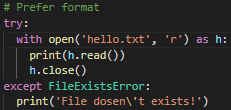 # Prefer format
try:
  with open('hello.txt', 'r') as h:
    print(h.read())
    h.close()
except FileExistsError:
  print('File dosen\'t exists!')